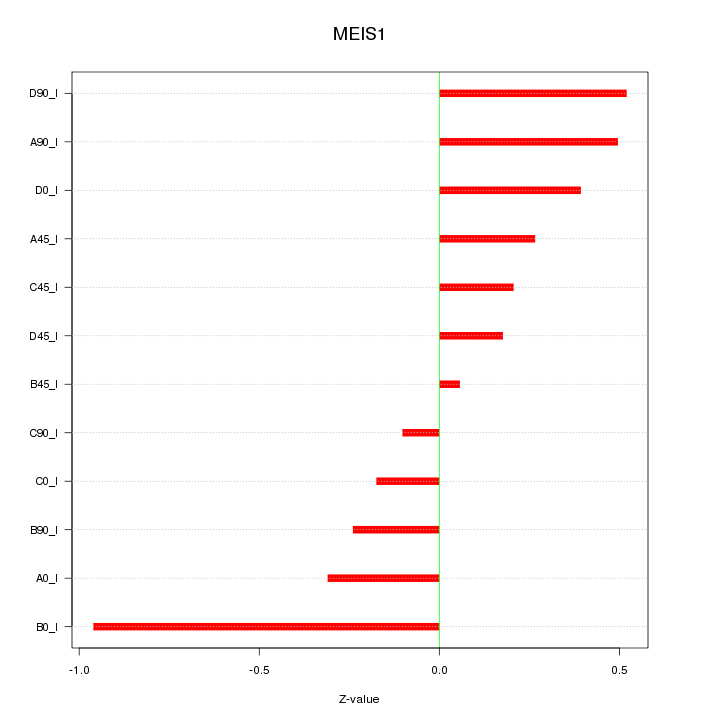 MEIS1
D90_I
A90_I
D0_I
A45_I
C45_I
D45_I
B45_I
C90_I
C0_I
B90_I
A0_I
B0_I
-1.0 -0.5 0.0 0.5
Z-value